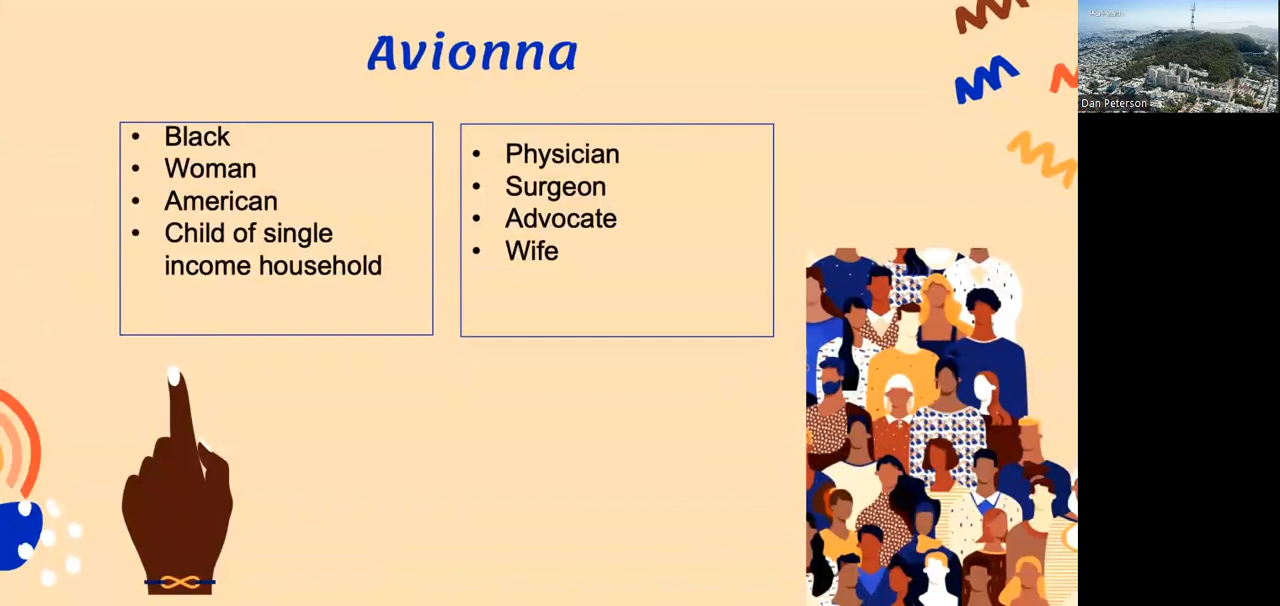 Avionna
• Black
• Woman
• American
• Child of single
income household
• Physician
• Surgeon
• Advocate
• Wife
Dan Peterson